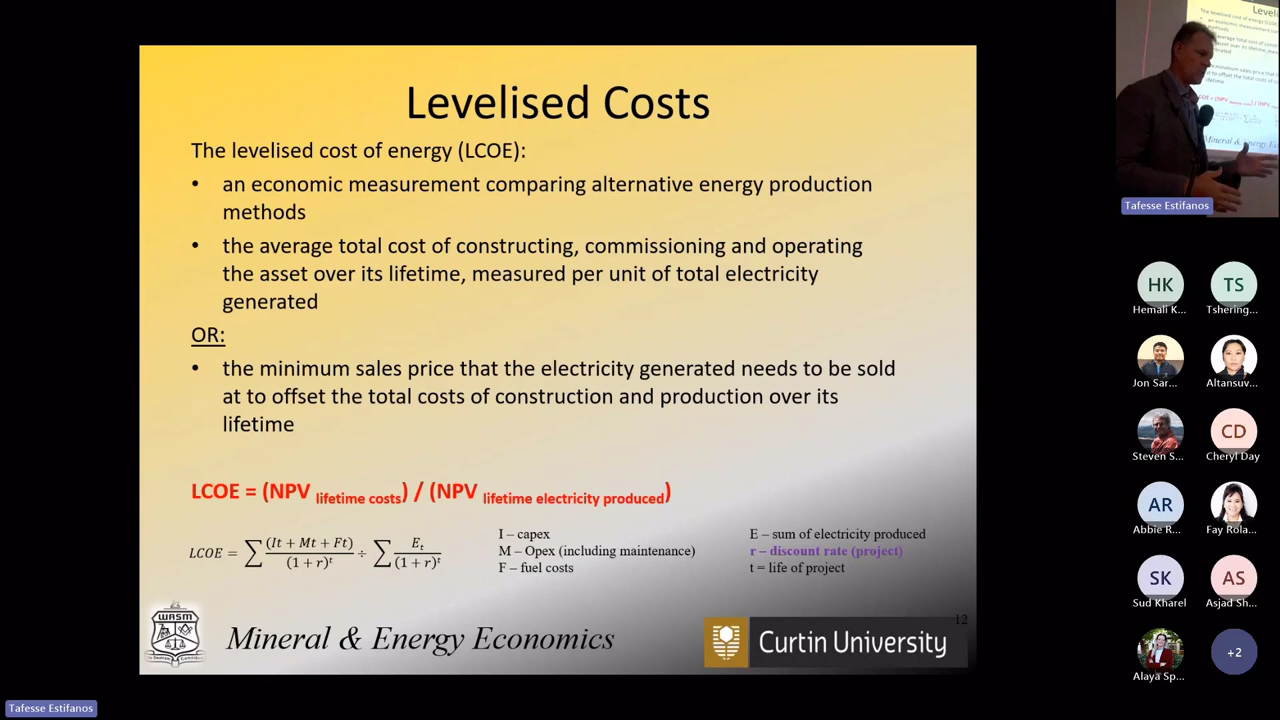 Levelised Costs
The levelised cost of energy (LCOE):
• an economic measurement comparing alternative energy production
methods
• the average total cost of constructing, commissioning and operating
the asset over its lifetime, measured per unit of total electricity
generated
OR:
• the minimum sales price that the electricity generated needs to be sold
at to offset the total costs of construction and production over its
lifetime
LCOE = (NPV lifetime costs) / (NPV lifetime electricity produced)
LCOE = ∑ (It + Mt + Ft) / (1 + r)^t ÷ ∑ E_t / (1 + r)^t
I – capex
M – Opex (including maintenance)
F – fuel costs
E – sum of electricity produced
r – discount rate (project)
t = life of project
12
WASM
Mineral & Energy Economics
Curtin University
Tafesse Estifanos
HK
Hemali K...
TS
Tshering...
Jon Sar...
Altansuv...
Steven S...
CD
Cheryl Day
AR
Abbie R...
Fay Rola...
SK
Sud Kharel
AS
Asjad Sh...
Alaya Sp...
+2
Tafesse Estifanos